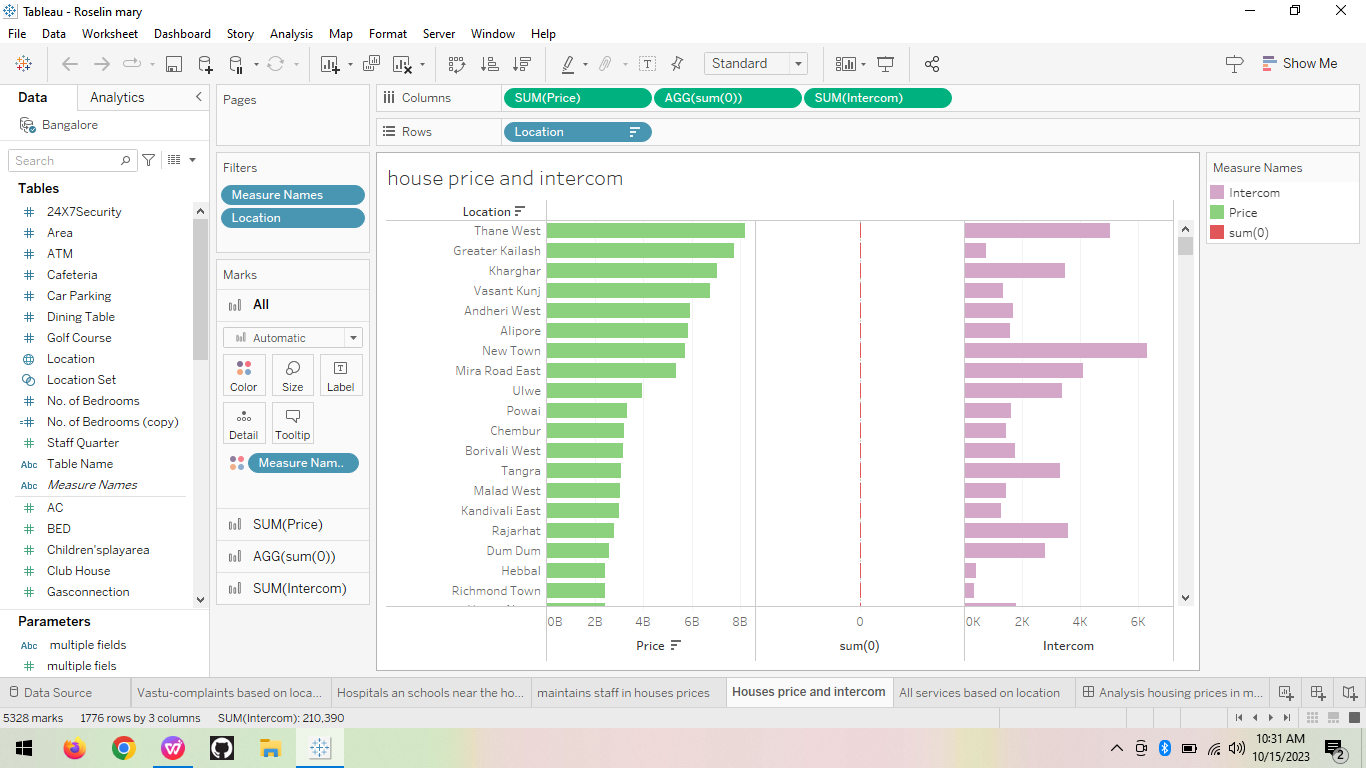 Tableau - Roselin mary
File Data Worksheet Dashboard Story Analysis Map Format Server Window Help
Standard
Show Me
Data Analytics
Bangalore
Search
Tables
24X7Security
Area
ATM
Cafeteria
Car Parking
Dining Table
Golf Course
Location
Location Set
No. of Bedrooms
No. of Bedrooms (copy)
Staff Quarter
Abc Table Name
Abc Measure Names
AC
BED
Children'splayarea
Club House
Gasconnection
Parameters
Abc multiple fields
multiple fiels
Pages
Filters
Measure Names
Location
Marks
All
Automatic
Color Size Label
Detail Tooltip
Measure Nam..
SUM(Price)
AGG(sum(0))
SUM(Intercom)
Columns SUM(Price) AGG(sum(0)) SUM(Intercom)
Rows Location
house price and intercom
Location
Thane West
Greater Kailash
Kharghar
Vasant Kunj
Andheri West
Alipore
New Town
Mira Road East
Ulwe
Powai
Chembur
Borivali West
Tangra
Malad West
Kandivali East
Rajarhat
Dum Dum
Hebbal
Richmond Town
0B 2B 4B 6B 8B 0 0K 2K 4K 6K
Price sum(0) Intercom
Measure Names
Intercom
Price
sum(0)
Data Source Vastu-complaints based on loca... Hospitals an schools near the ho... maintains staff in houses prices Houses price and intercom All services based on location Analysis housing prices in m...
5328 marks 1776 rows by 3 columns SUM(Intercom): 210,390
10:31 AM
10/15/2023
2